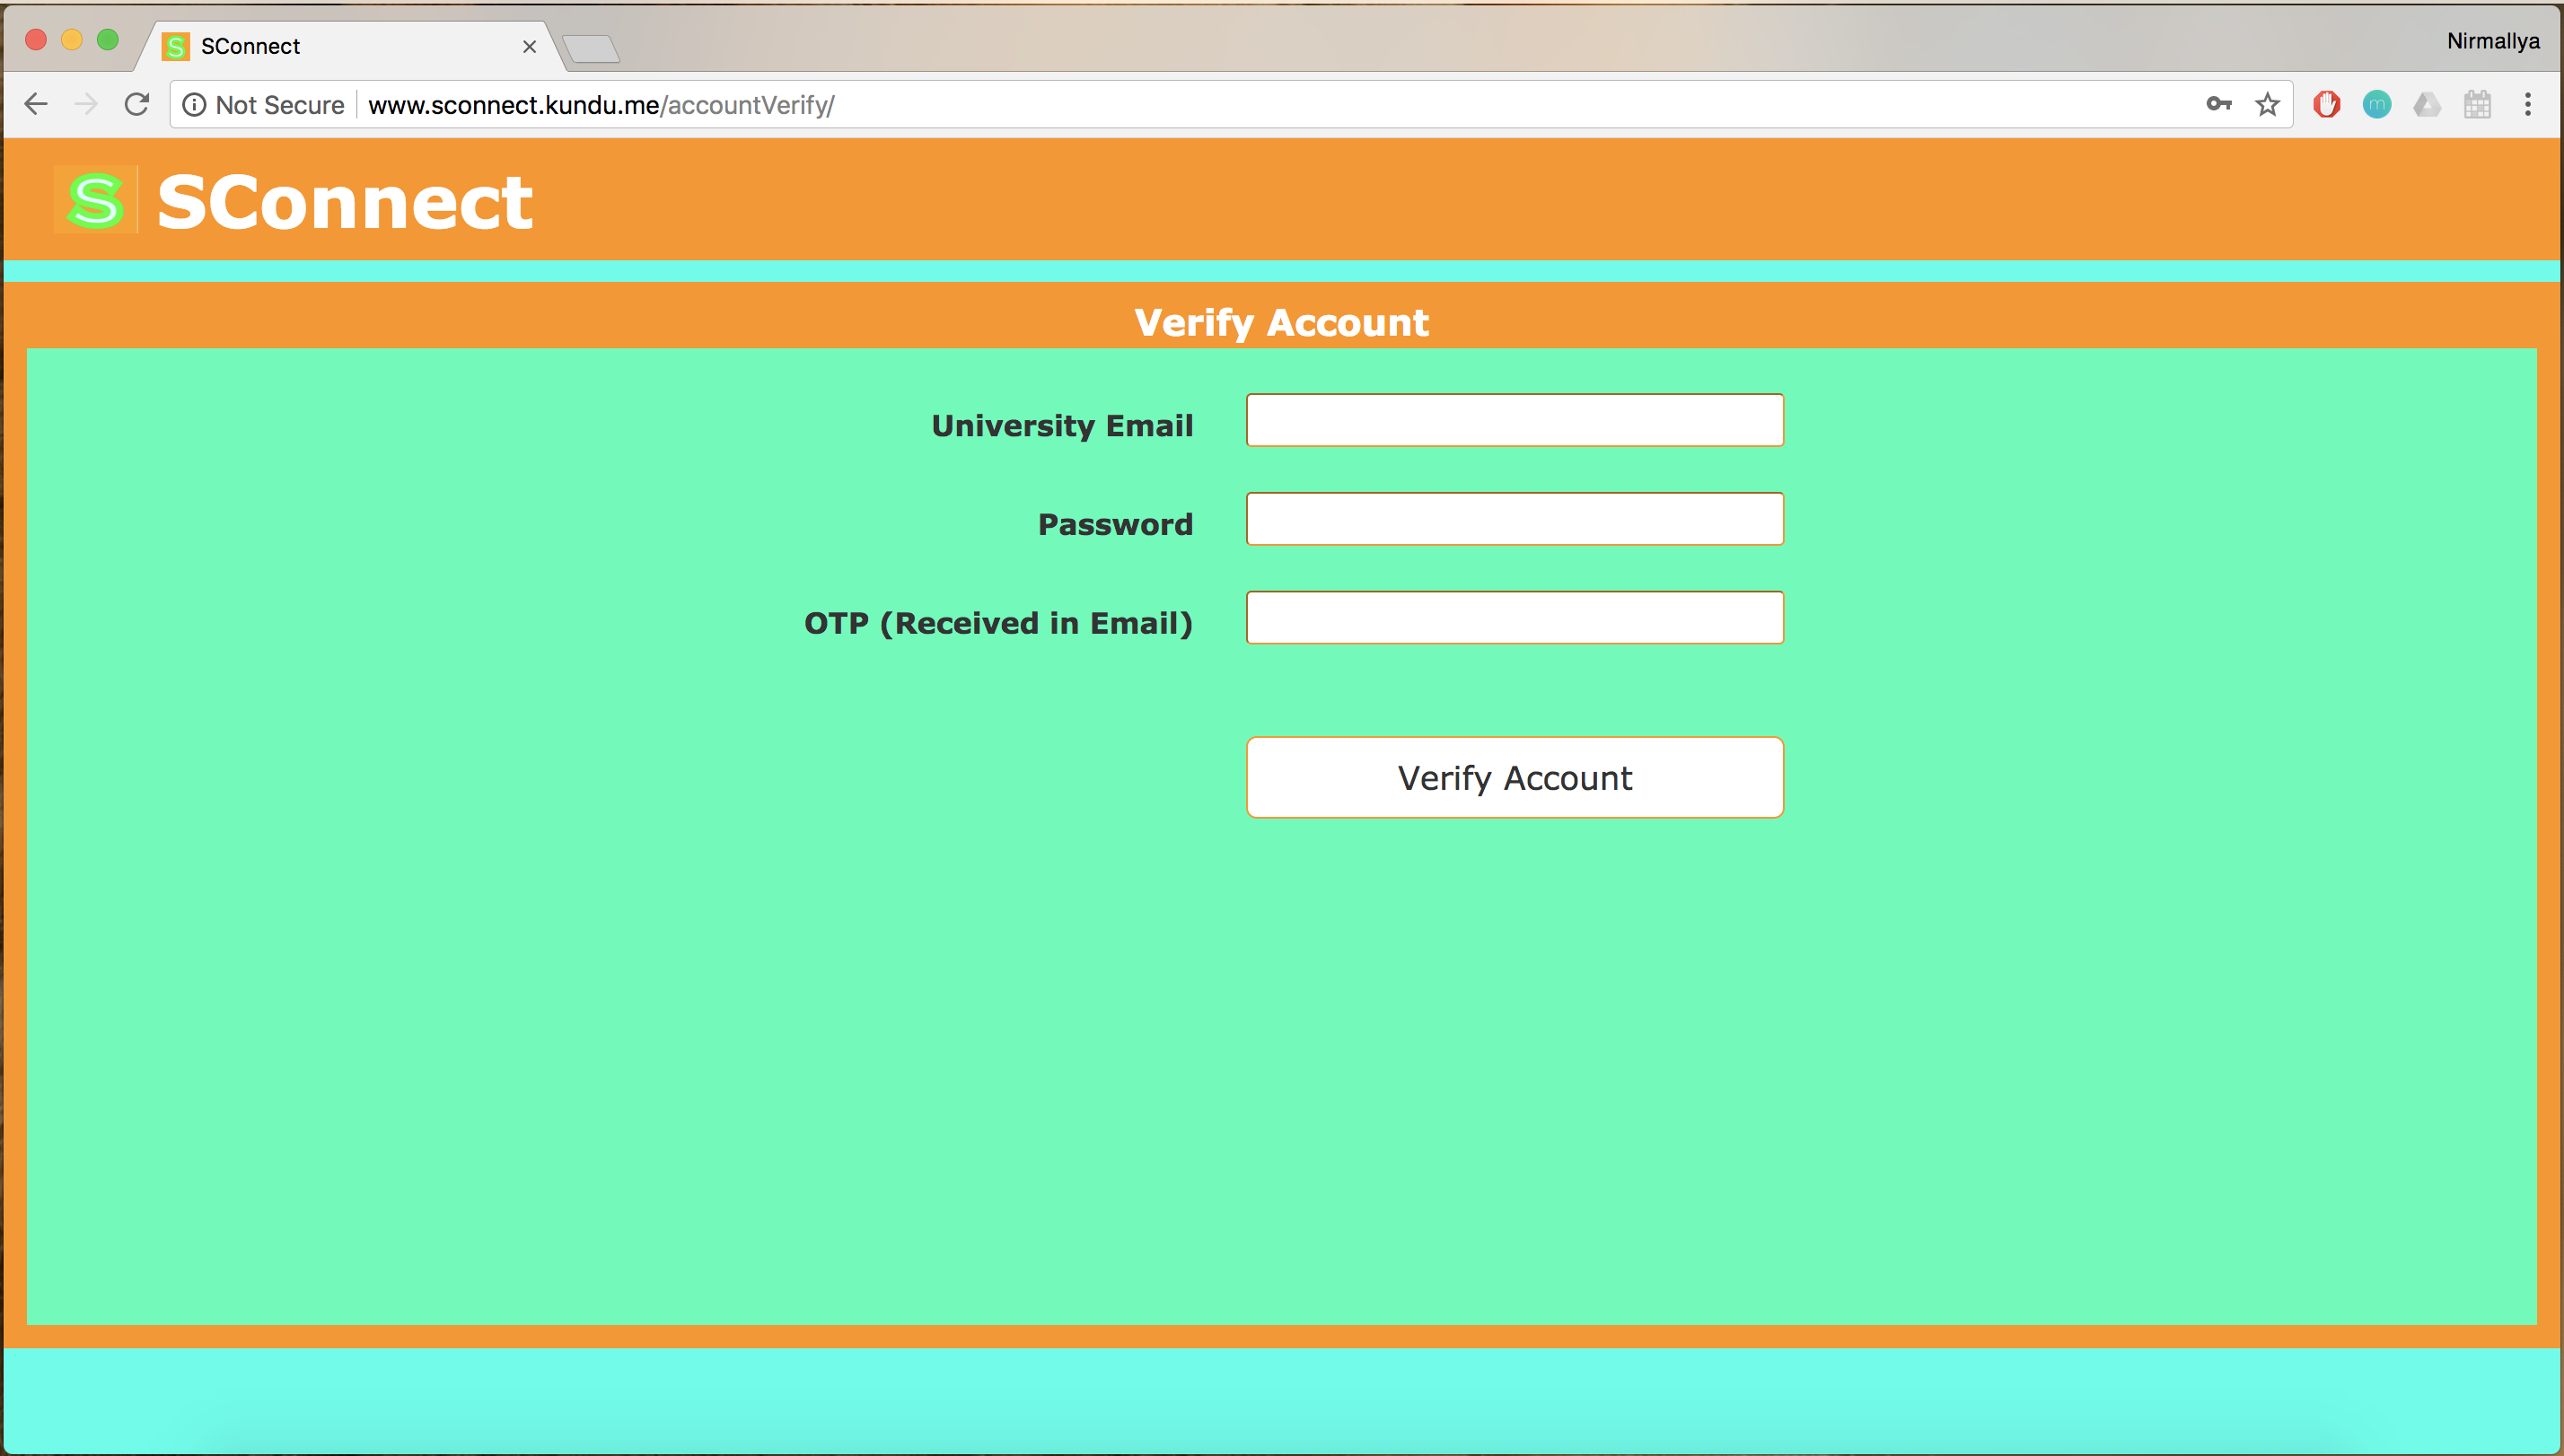 SConnect
Nirmallya
Not Secure www.sconnect.kundu.me/accountVerify/
m
S SConnect
Verify Account
University Email
Password
OTP (Received in Email)
Verify Account